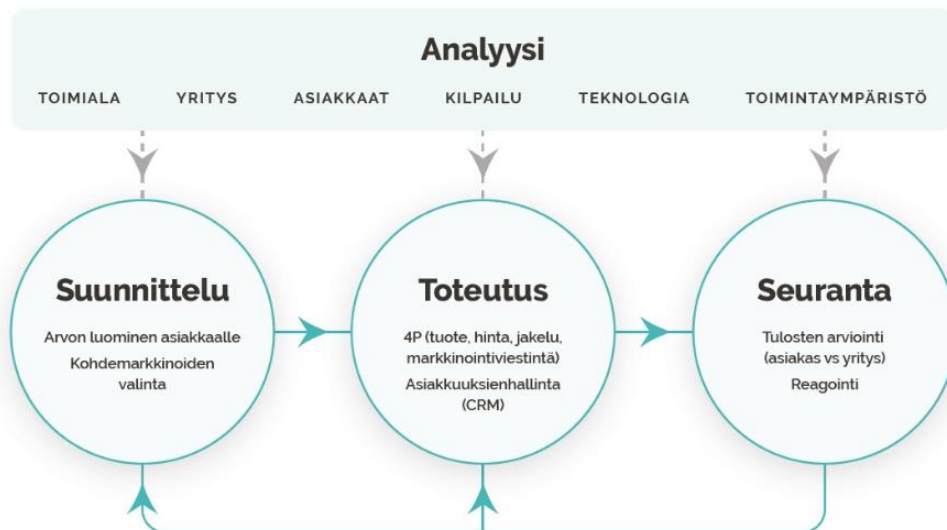 Analyysi
TOIMIALA YRITYS ASIAKKAAT KILPAILU TEKNOLOGIA TOIMINTAYMPÄRISTÖ
Suunnittelu
Arvon luominen asiakkaalle
Kohdemarkkinoiden
valinta
Toteutus
4P (tuote, hinta, jakelu,
markkinointiviestintä)
Asiakkuuksienhallinta
(CRM)
Seuranta
Tulosten arviointi
(asiakas vs yritys)
Reagointi